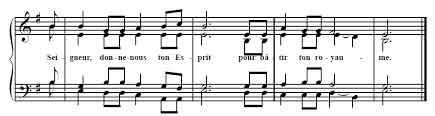 Sei - gneur, don-ne-nous ton Es - prit pour bâ tir ton ro-yau - me.